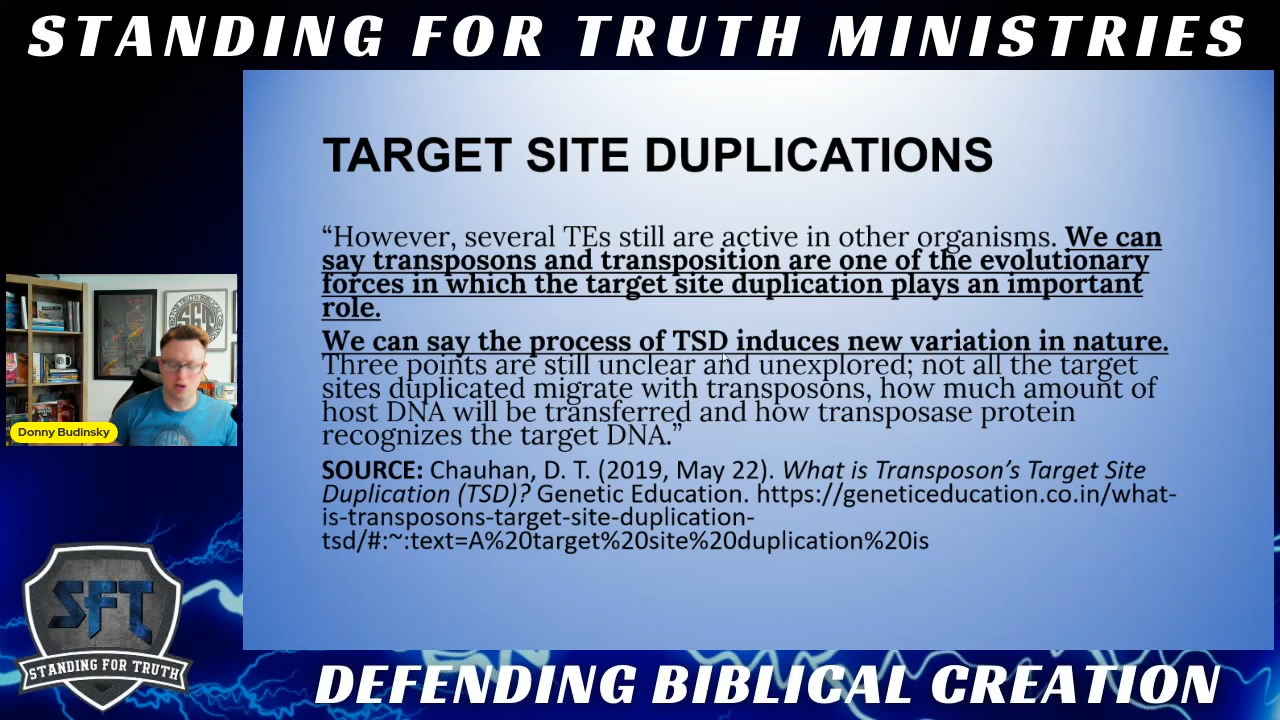 STANDING FOR TRUTH MINISTRIES
TARGET SITE DUPLICATIONS
“However, several TEs still are active in other organisms. We can
say transposons and transposition are one of the evolutionary
forces in which the target site duplication plays an important
role.
We can say the process of TSD induces new variation in nature.
Three points are still unclear and unexplored; not all the target
sites duplicated migrate with transposons, how much amount of
host DNA will be transferred and how transposase protein
recognizes the target DNA.”
SOURCE: Chauhan, D. T. (2019, May 22). What is Transposon’s Target Site
Duplication (TSD)? Genetic Education. https://geneticeducation.co.in/what-
is-transposons-target-site-duplication-
tsd/#:~:text=A%20target%20site%20duplication%20is
Donny Budinsky
SFT
STANDING FOR TRUTH
DEFENDING BIBLICAL CREATION